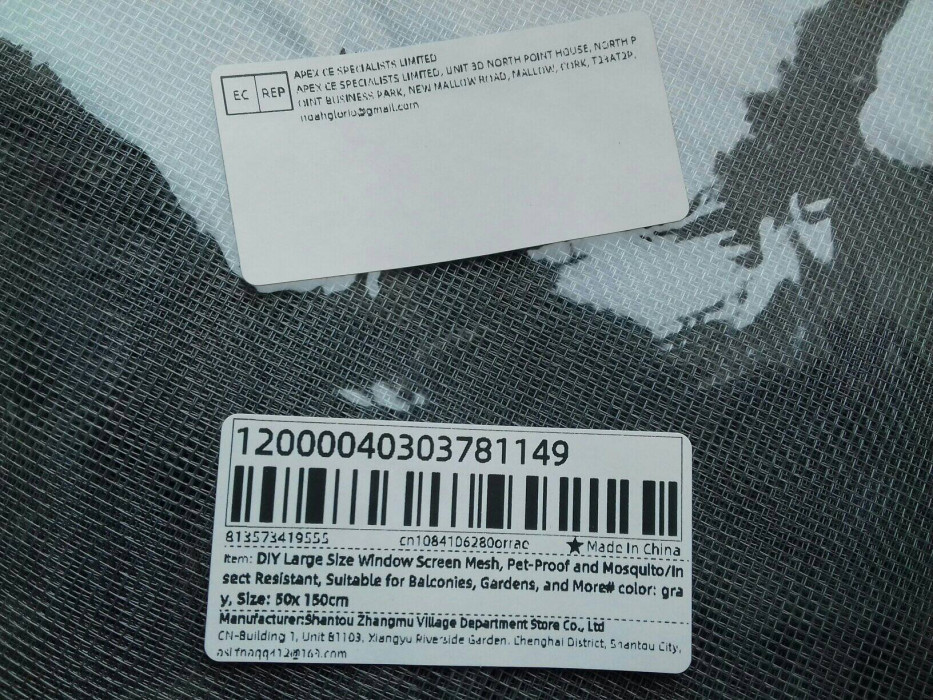 EC REP
APEX CE SPECIALISTS LIMITED
APEX CE SPECIALISTS LIMITED, UNIT 3D NORTH POINT HOUSE, NORTH P
OINT BUSINESS PARK, NEW MALLOW ROAD, MALLOW, CORK, T23AT2P,
12000040303781149
813573419555
cn1084106280orrae
★ Made In China
Item: DIY Large Size Window Screen Mesh, Pet-Proof and Mosquito/In
sect Resistant, Suitable for Balconies, Gardens, and More# color: gra
y, Size: 50x 150cm
Manufacturer:Shantou Zhangmu Village Department Store Co., Ltd
CN-Building 1, Unit B1103, Xiangyu Riverside Garden, Chenghai District, Shantou City,